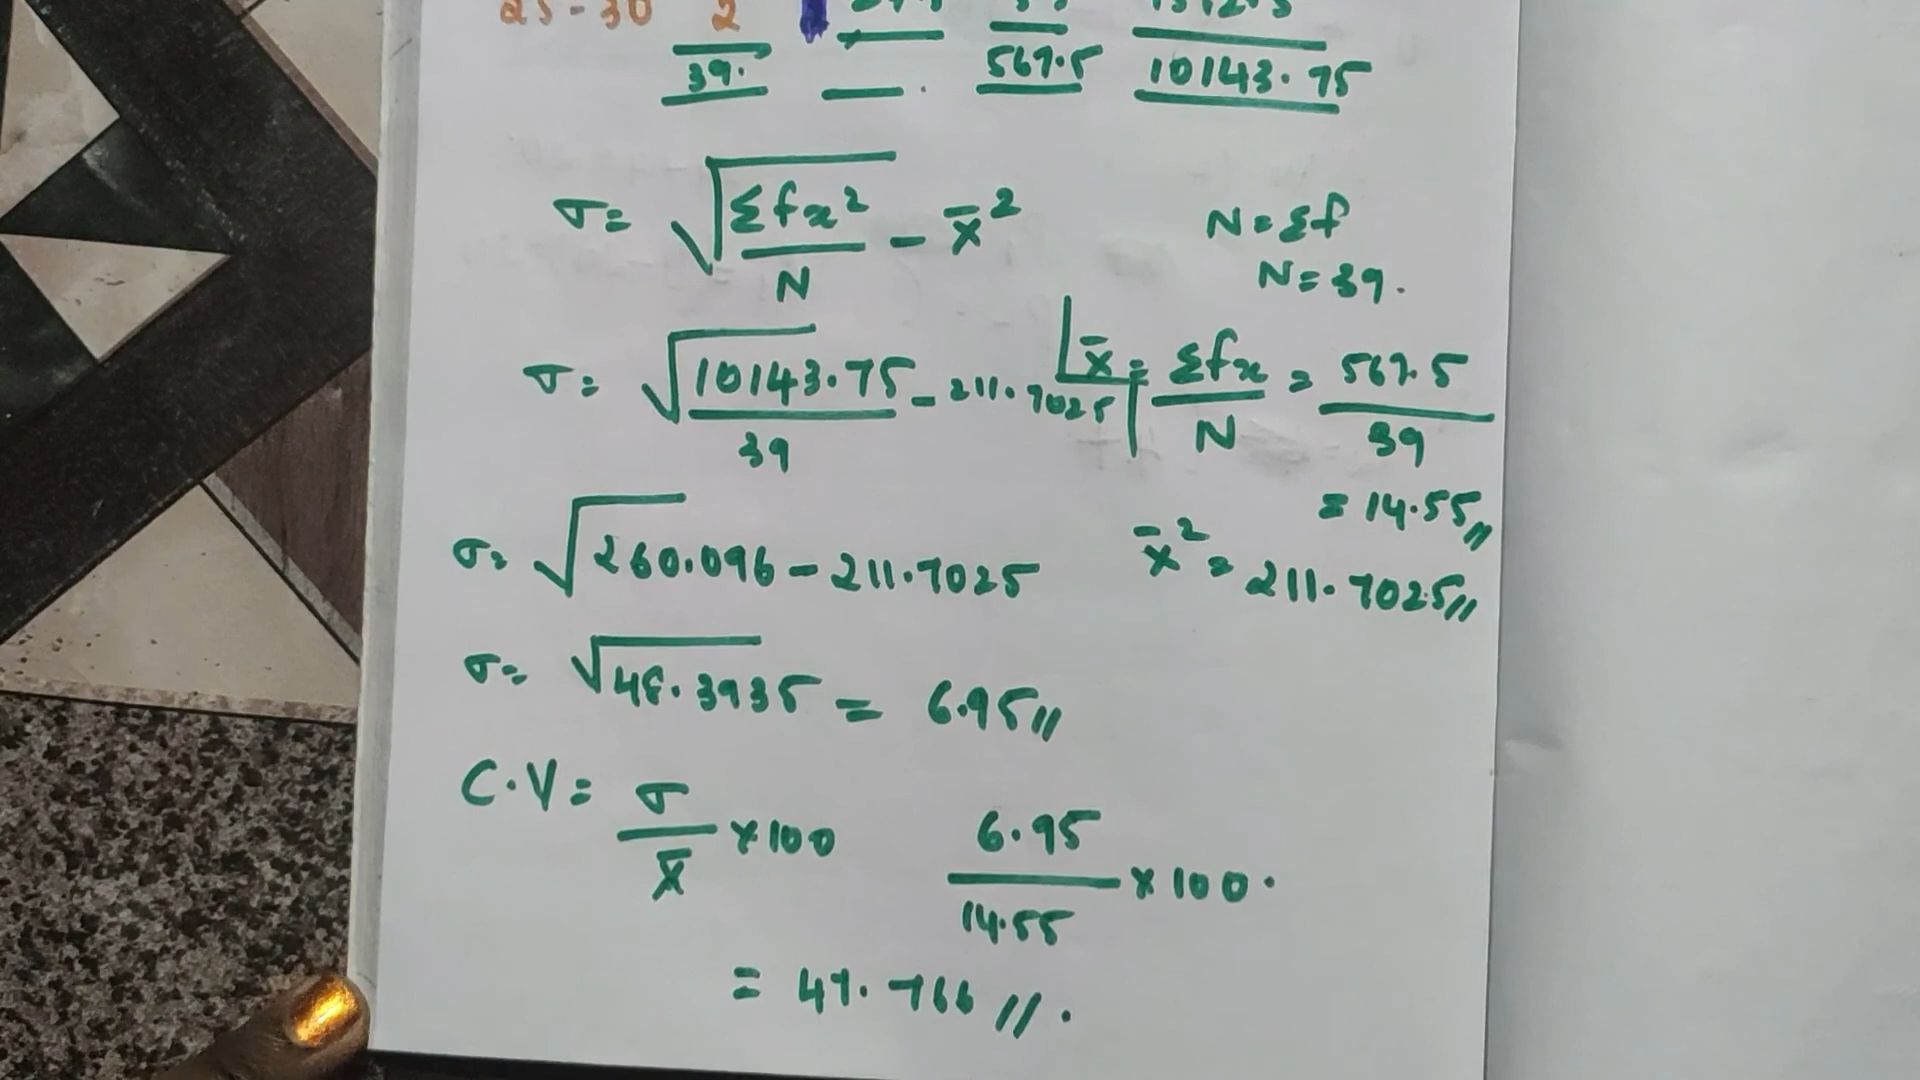 25-30 2
39. 567.5 10143.75
σ= √Σfx²/N - x̄² N=Σf
N=39.
σ= √10143.75/39 - 211.7025 x̄ = Σfx/N = 567.5/39
= 14.55//
σ= √260.096 - 211.7025 x̄² = 211.7025//
σ= √48.3935 = 6.95//
C.V = σ/x̄ ×100 6.95/14.55 ×100.
= 47.766 //.